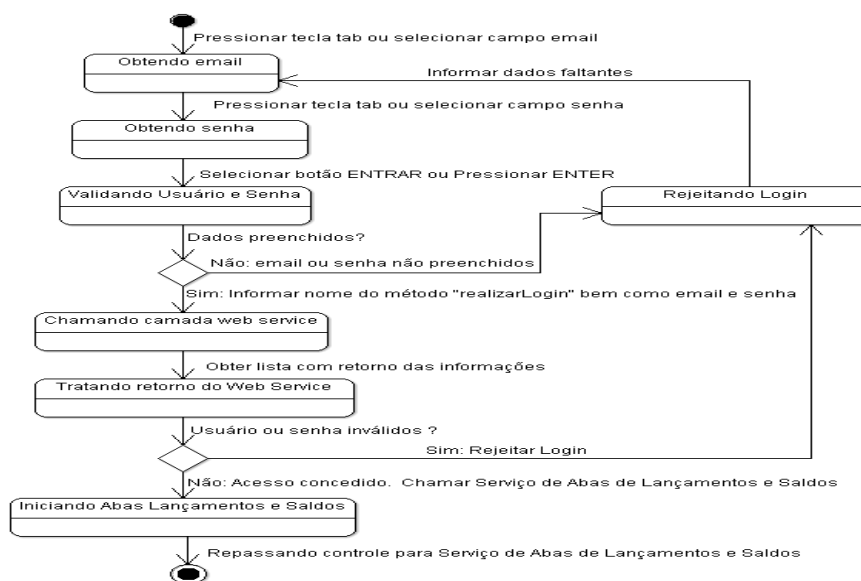 Pressionar tecla tab ou selecionar campo email
Obtendo email
Informar dados faltantes
Pressionar tecla tab ou selecionar campo senha
Obtendo senha
Selecionar botão ENTRAR ou Pressionar ENTER
Validando Usuário e Senha
Rejeitando Login
Dados preenchidos?
Não: email ou senha não preenchidos
Sim: Informar nome do método "realizarLogin" bem como email e senha
Chamando camada web service
Obter lista com retorno das informações
Tratando retorno do Web Service
Usuário ou senha inválidos ?
Sim: Rejeitar Login
Não: Acesso concedido. Chamar Serviço de Abas de Lançamentos e Saldos
Iniciando Abas Lançamentos e Saldos
Repassando controle para Serviço de Abas de Lançamentos e Saldos